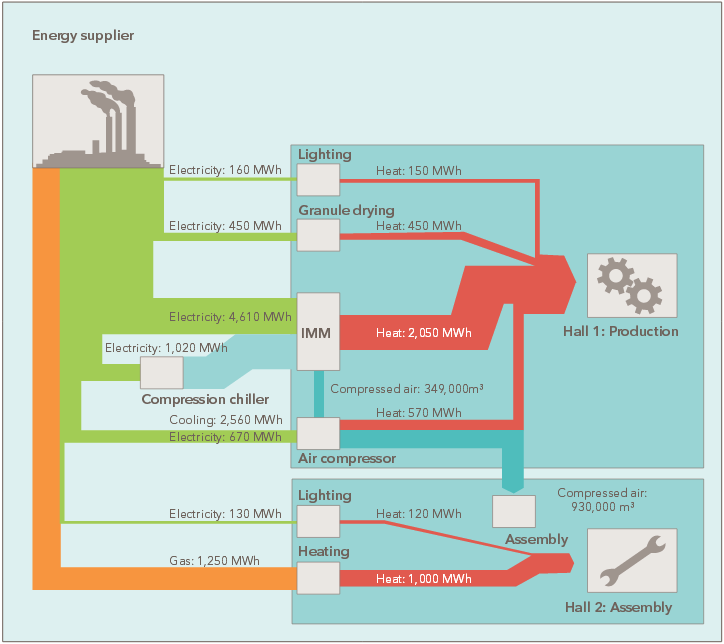 Energy supplier
Lighting
Electricity: 160 MWh
Heat: 150 MWh
Granule drying
Electricity: 450 MWh
Heat: 450 MWh
Electricity: 4,610 MWh
IMM
Heat: 2,050 MWh
Hall 1: Production
Electricity: 1,020 MWh
Compression chiller
Compressed air: 349,000m³
Cooling: 2,560 MWh
Heat: 570 MWh
Electricity: 670 MWh
Air compressor
Lighting
Compressed air:
930,000 m³
Electricity: 130 MWh
Heat: 120 MWh
Assembly
Heating
Gas: 1,250 MWh
Heat: 1,000 MWh
Hall 2: Assembly